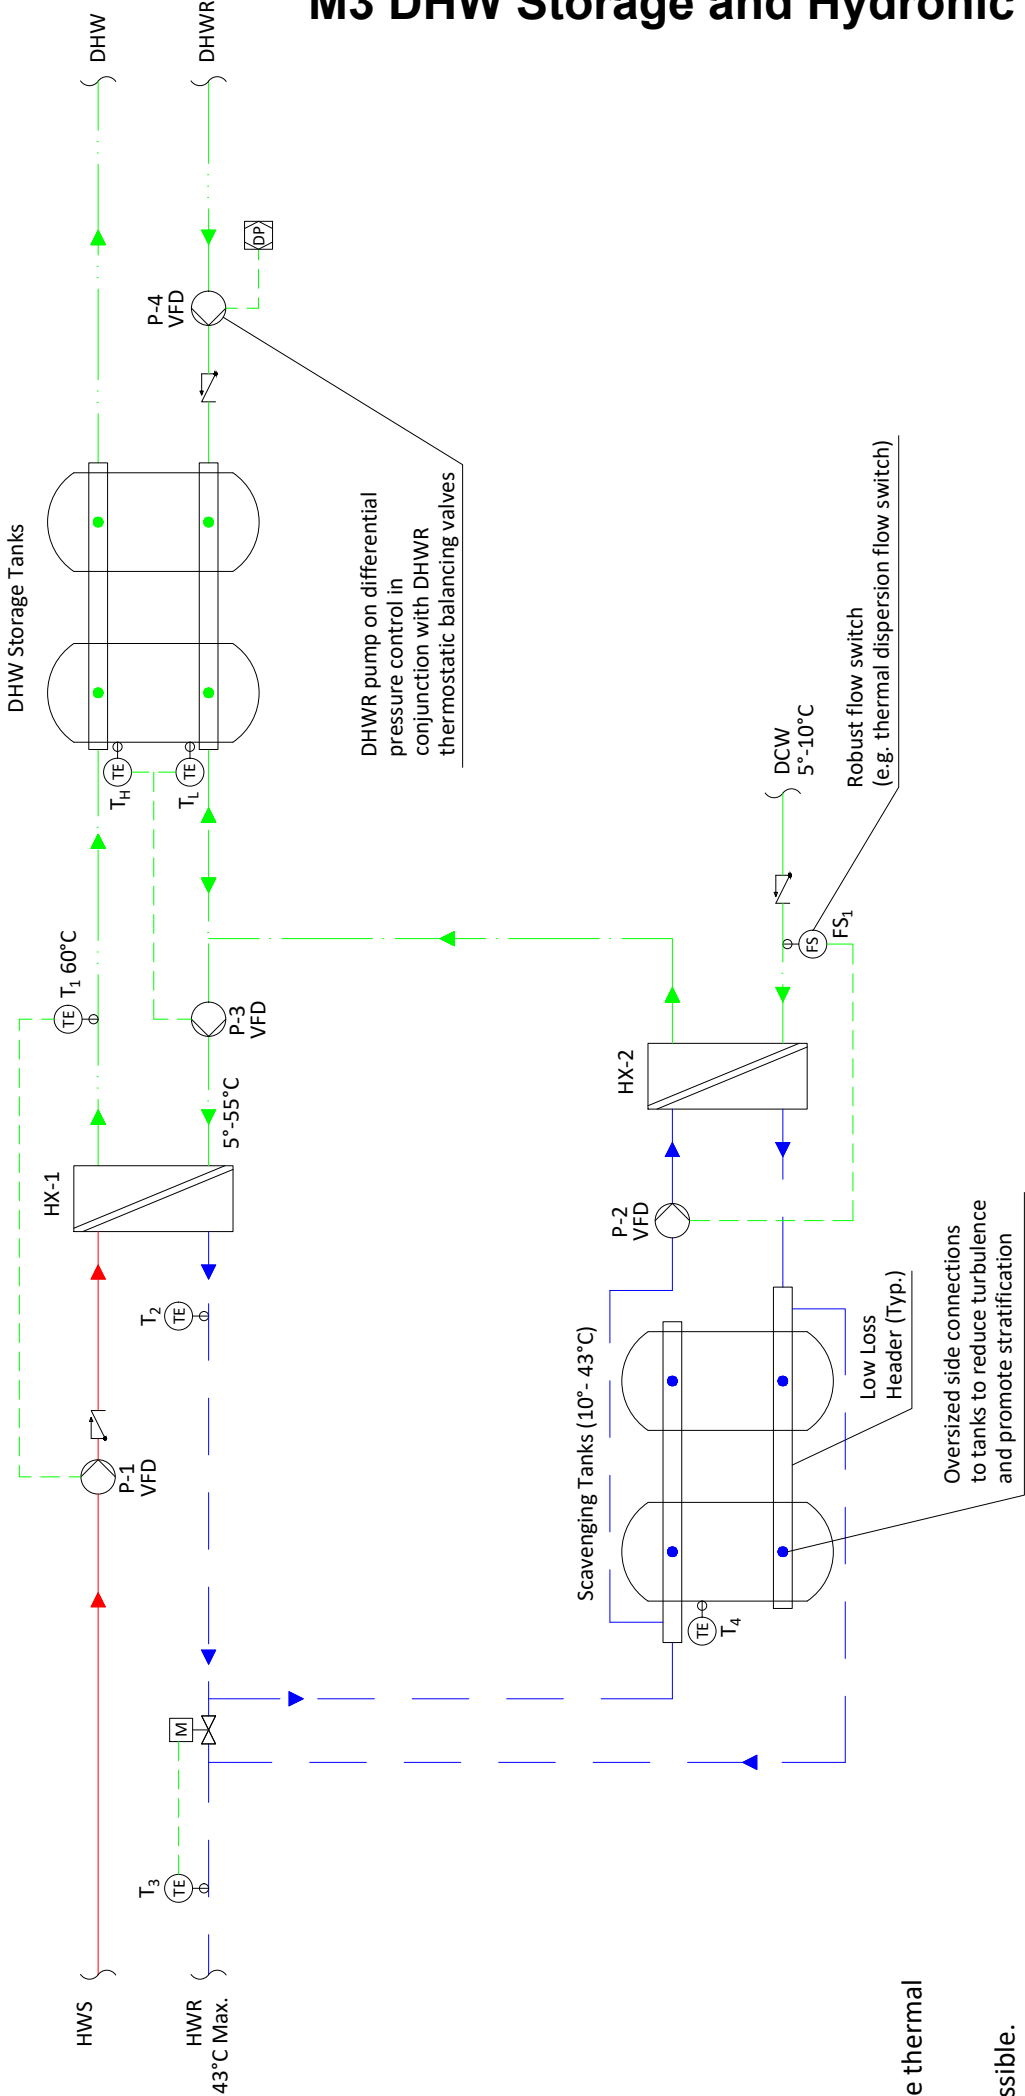 M3 DHW Storage and Hydronic
HWS
HWR
43°C Max.
T3
TE
M
P-1
VFD
T2
TE
HX-1
5°-55°C
TE
T1 60°C
P-3
VFD
DHW Storage Tanks
TH
TE
TL
TE
P-4
VFD
DP
DHW
DHWR
DHWR pump on differential
pressure control in
conjunction with DHWR
thermostatic balancing valves
Scavenging Tanks (10°- 43°C)
TE
T4
P-2
VFD
HX-2
FS
FS1
DCW
5°-10°C
Robust flow switch
(e.g. thermal dispersion flow switch)
Low Loss
Header (Typ.)
Oversized side connections
to tanks to reduce turbulence
and promote stratification
e thermal
ssible.